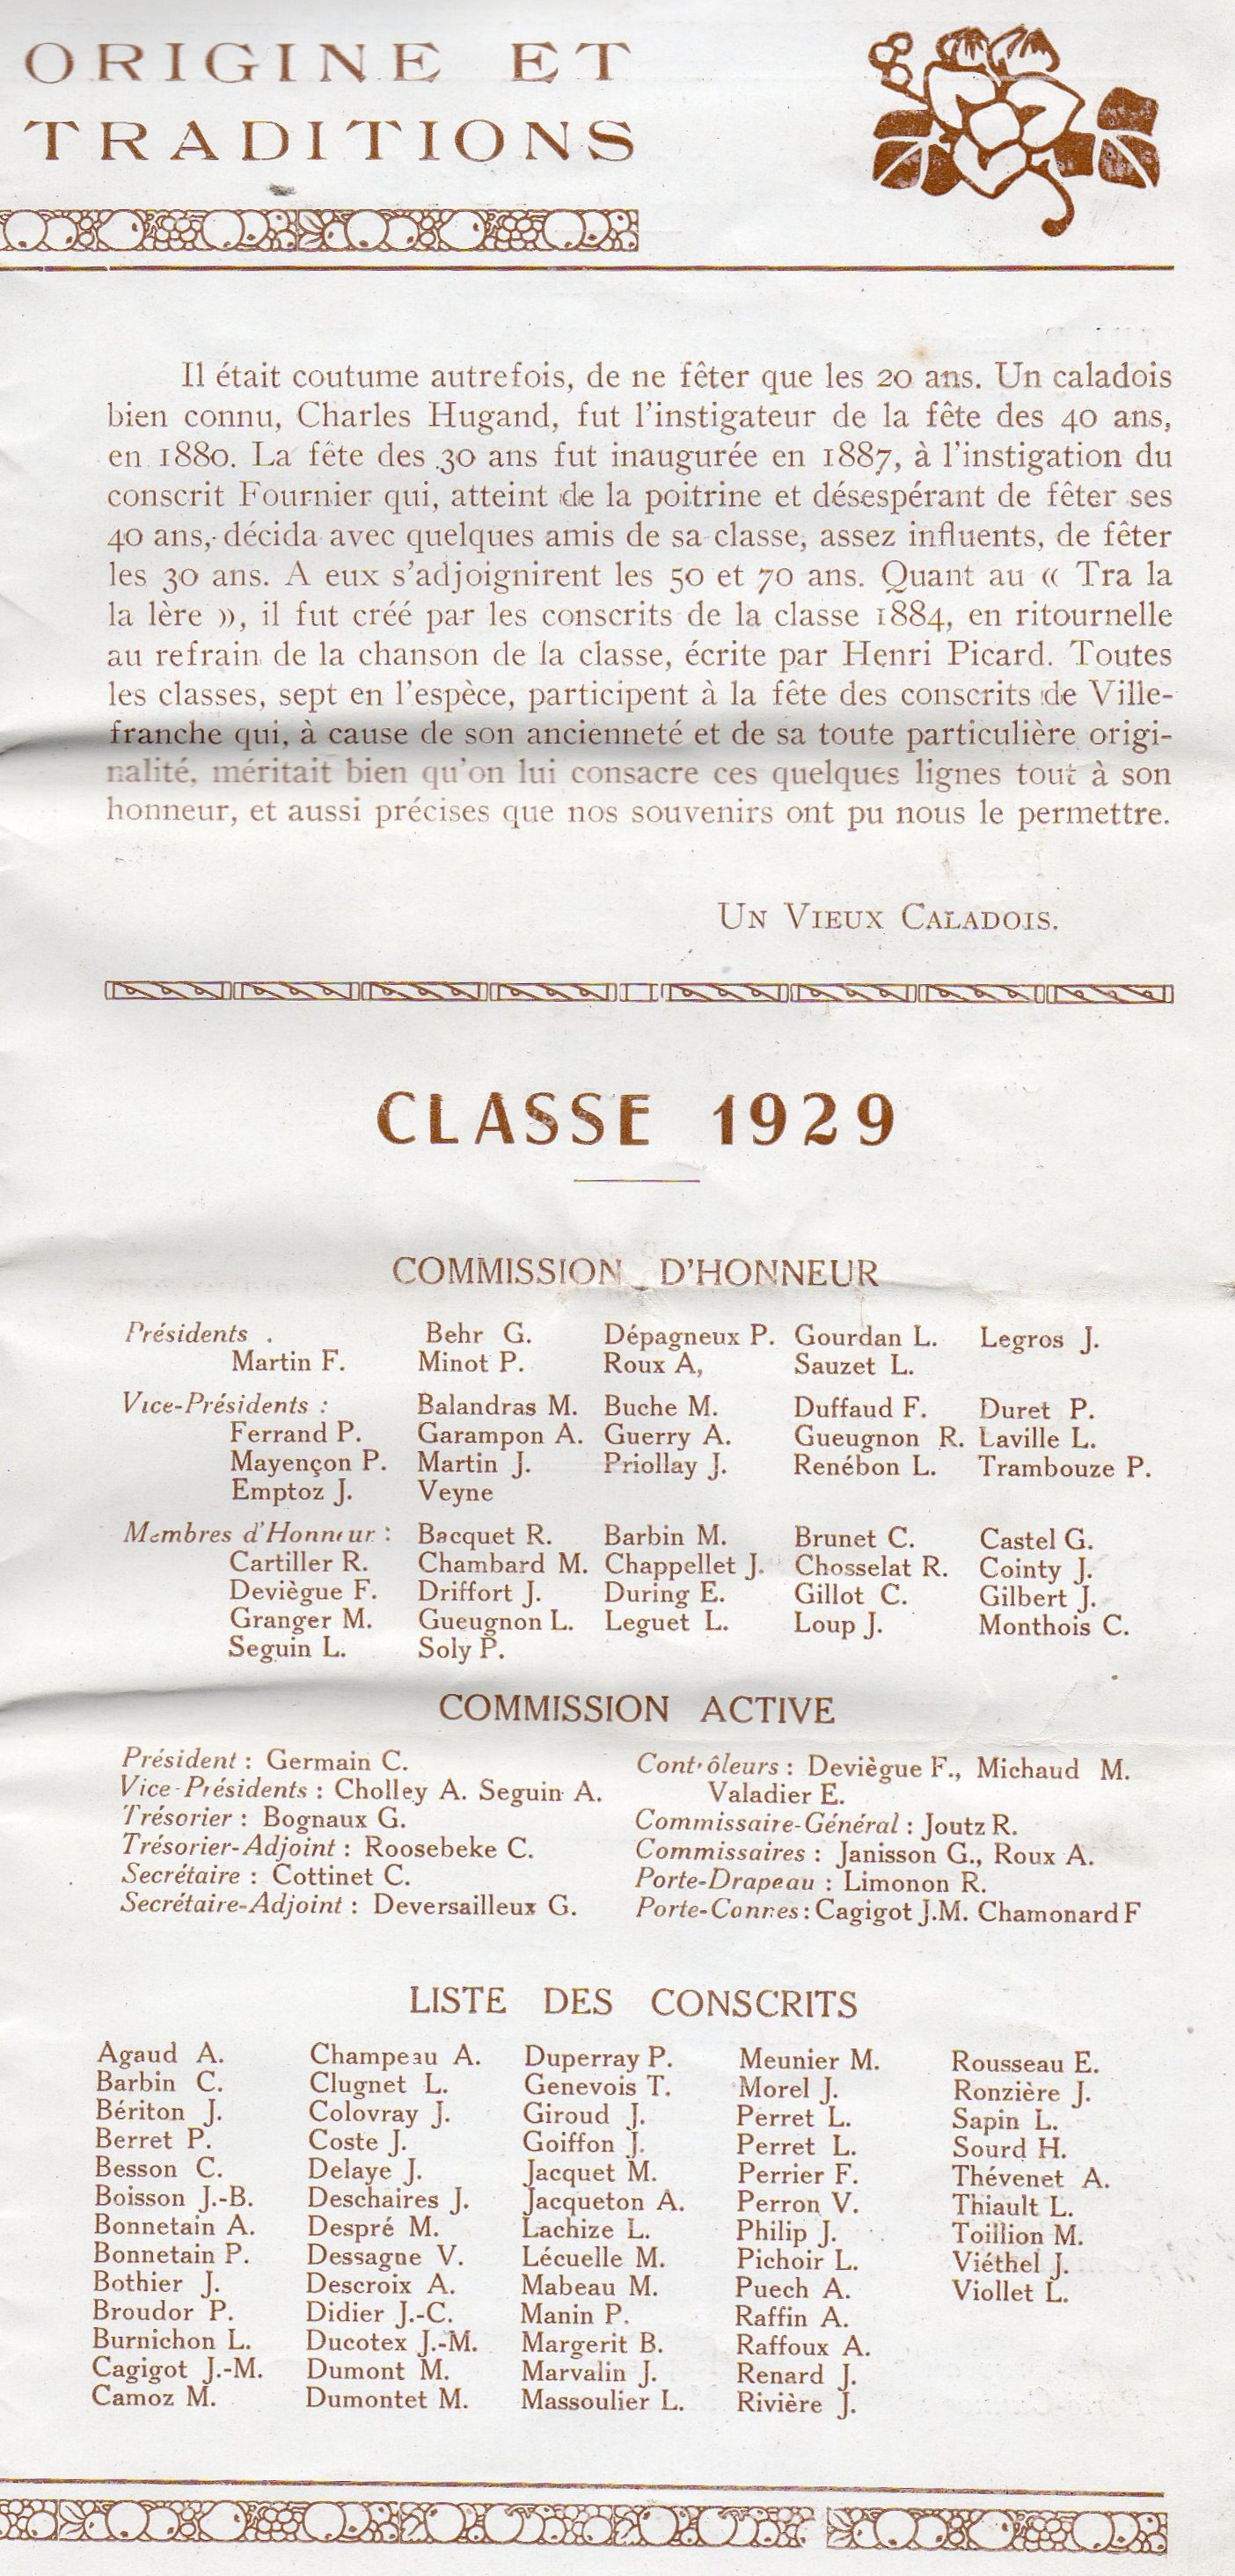 ORIGINE ET
TRADITIONS
Il était coutume autrefois, de ne fêter que les 20 ans. Un caladois
bien connu, Charles Hugand, fut l'instigateur de la fête des 40 ans,
en 1880. La fête des 30 ans fut inaugurée en 1887, à l'instigation du
conscrit Fournier qui, atteint de la poitrine et désespérant de fêter ses
40 ans, décida avec quelques amis de sa classe, assez influents, de fêter
les 30 ans. A eux s'adjoignirent les 50 et 70 ans. Quant au « Tra la
la lère », il fut créé par les conscrits de la classe 1884, en ritournelle
au refrain de la chanson de la classe, écrite par Henri Picard. Toutes
les classes, sept en l'espèce, participent à la fête des conscrits de Ville-
franche qui, à cause de son ancienneté et de sa toute particulière origi-
nalité, méritait bien qu'on lui consacre ces quelques lignes tout à son
honneur, et aussi précises que nos souvenirs ont pu nous le permettre.
UN VIEUX CALADOIS.
CLASSE 1929
COMMISSION D'HONNEUR
Présidents . Behr G. Dépagneux P. Gourdan L. Legros J.
Martin F. Minot P. Roux A, Sauzet L.
Vice-Présidents : Balandras M. Buche M. Duffaud F. Duret P.
Ferrand P. Garampon A. Guerry A. Gueugnon R. Laville L.
Mayençon P. Martin J. Priollay J. Renébon L. Trambouze P.
Emptoz J. Veyne
Membres d'Honneur : Bacquet R. Barbin M. Brunet C. Castel G.
Cartiller R. Chambard M. Chappellet J. Chosselat R. Cointy J.
Deviègue F. Driffort J. During E. Gillot C. Gilbert J.
Granger M. Gueugnon L. Leguet L. Loup J. Monthois C.
Seguin L. Soly P.
COMMISSION ACTIVE
Président : Germain C.
Vice-Présidents : Cholley A. Seguin A.
Trésorier : Bognaux G.
Trésorier-Adjoint : Roosebeke C.
Secrétaire : Cottinet C.
Secrétaire-Adjoint : Deversailleux G.
Contrôleurs : Deviègue F., Michaud M.
Valadier E.
Commissaire-Général : Joutz R.
Commissaires : Janisson G., Roux A.
Porte-Drapeau : Limonon R.
Porte-Cannes : Cagigot J.M. Chamonard F
LISTE DES CONSCRITS
Agaud A.
Barbin C.
Bériton J.
Berret P.
Besson C.
Boisson J.-B.
Bonnetain A.
Bonnetain P.
Bothier J.
Broudor P.
Burnichon L.
Cagigot J.-M.
Camoz M.
Champeau A.
Clugnet L.
Colovray J.
Coste J.
Delaye J.
Deschaires J.
Despré M.
Dessagne V.
Descroix A.
Didier J.-C.
Ducotex J.-M.
Dumont M.
Dumontet M.
Duperray P.
Genevois T.
Giroud J.
Goiffon J.
Jacquet M.
Jacqueton A.
Lachize L.
Lécuelle M.
Mabeau M.
Manin P.
Margerit B.
Marvalin J.
Massoulier L.
Meunier M.
Morel J.
Perret L.
Perret L.
Perrier F.
Perron V.
Philip J.
Pichoir L.
Puech A.
Raffin A.
Raffoux A.
Renard J.
Rivière J.
Rousseau E.
Ronzière J.
Sapin L.
Sourd H.
Thévenet A.
Thiault L.
Toillion M.
Viéthel J.
Viollet L.